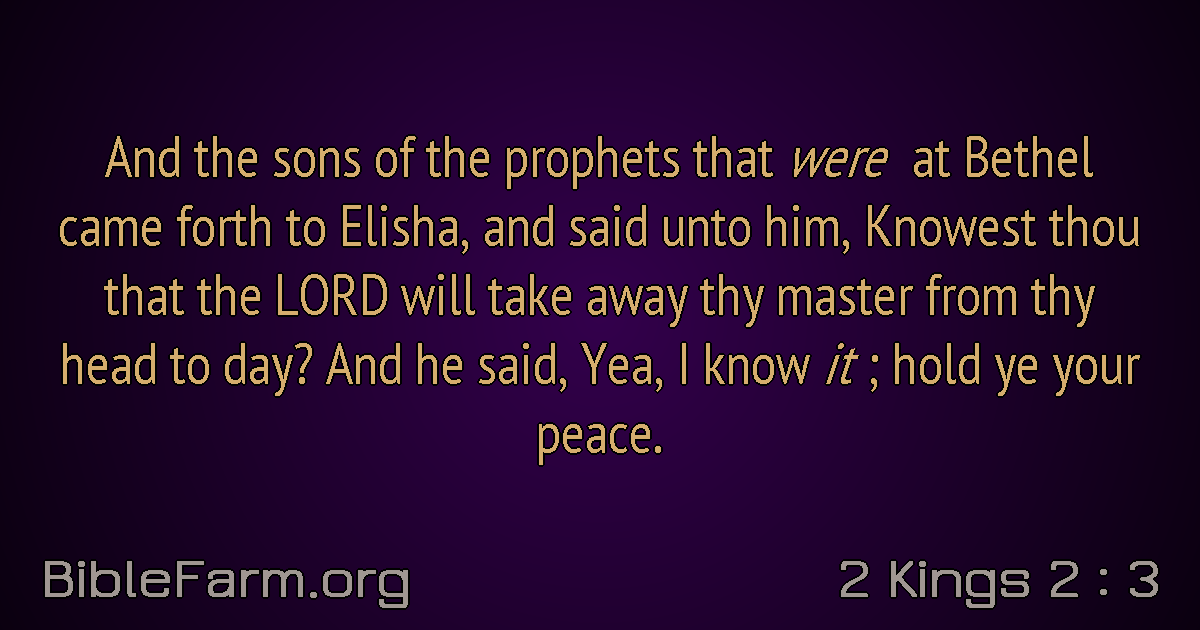 And the sons of the prophets that were at Bethel
came forth to Elisha, and said unto him, Knowest thou
that the LORD will take away thy master from thy
head to day? And he said, Yea, I know it ; hold ye your
peace.
BibleFarm.org
2 Kings 2 : 3